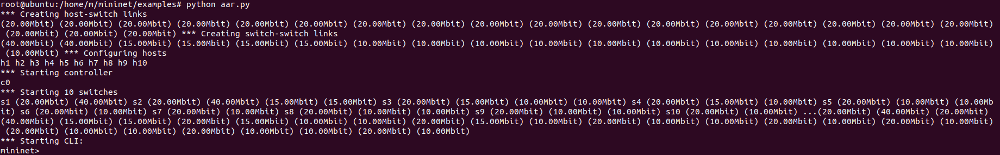 root@ubuntu:/home/m/mininet/examples# python aar.py
*** Creating host-switch links
(20.00Mbit) (20.00Mbit) (20.00Mbit) (20.00Mbit) (20.00Mbit) (20.00Mbit) (20.00Mbit) (20.00Mbit) (20.00Mbit) (20.00Mbit) (20.00Mbit) (20.00Mbit) (20.00Mbit) (20.00Mbit) (20.00Mbit) (20.00Mbit) (20.00Mbit)
(20.00Mbit) (20.00Mbit) (20.00Mbit) *** Creating switch-switch links
(40.00Mbit) (40.00Mbit) (15.00Mbit) (15.00Mbit) (15.00Mbit) (15.00Mbit) (10.00Mbit) (10.00Mbit) (10.00Mbit) (10.00Mbit) (10.00Mbit) (10.00Mbit) (10.00Mbit) (10.00Mbit) (10.00Mbit) (10.00Mbit) (10.00Mbit)
(10.00Mbit) *** Configuring hosts
h1 h2 h3 h4 h5 h6 h7 h8 h9 h10
*** Starting controller
c0
*** Starting 10 switches
s1 (20.00Mbit) (40.00Mbit) s2 (20.00Mbit) (40.00Mbit) (15.00Mbit) (15.00Mbit) s3 (20.00Mbit) (15.00Mbit) (10.00Mbit) (10.00Mbit) s4 (20.00Mbit) (15.00Mbit) (10.00Mbit) s5 (20.00Mbit) (10.00Mbit) (10.00Mb
it) s6 (20.00Mbit) (10.00Mbit) s7 (20.00Mbit) (10.00Mbit) s8 (20.00Mbit) (10.00Mbit) (10.00Mbit) s9 (20.00Mbit) (10.00Mbit) (10.00Mbit) s10 (20.00Mbit) (10.00Mbit) ...(20.00Mbit) (40.00Mbit) (20.00Mbit)
(40.00Mbit) (15.00Mbit) (15.00Mbit) (20.00Mbit) (15.00Mbit) (10.00Mbit) (10.00Mbit) (20.00Mbit) (15.00Mbit) (10.00Mbit) (20.00Mbit) (10.00Mbit) (10.00Mbit) (20.00Mbit) (10.00Mbit) (20.00Mbit) (10.00Mbit)
(20.00Mbit) (10.00Mbit) (10.00Mbit) (20.00Mbit) (10.00Mbit) (10.00Mbit) (20.00Mbit) (10.00Mbit)
*** Starting CLI:
mininet>